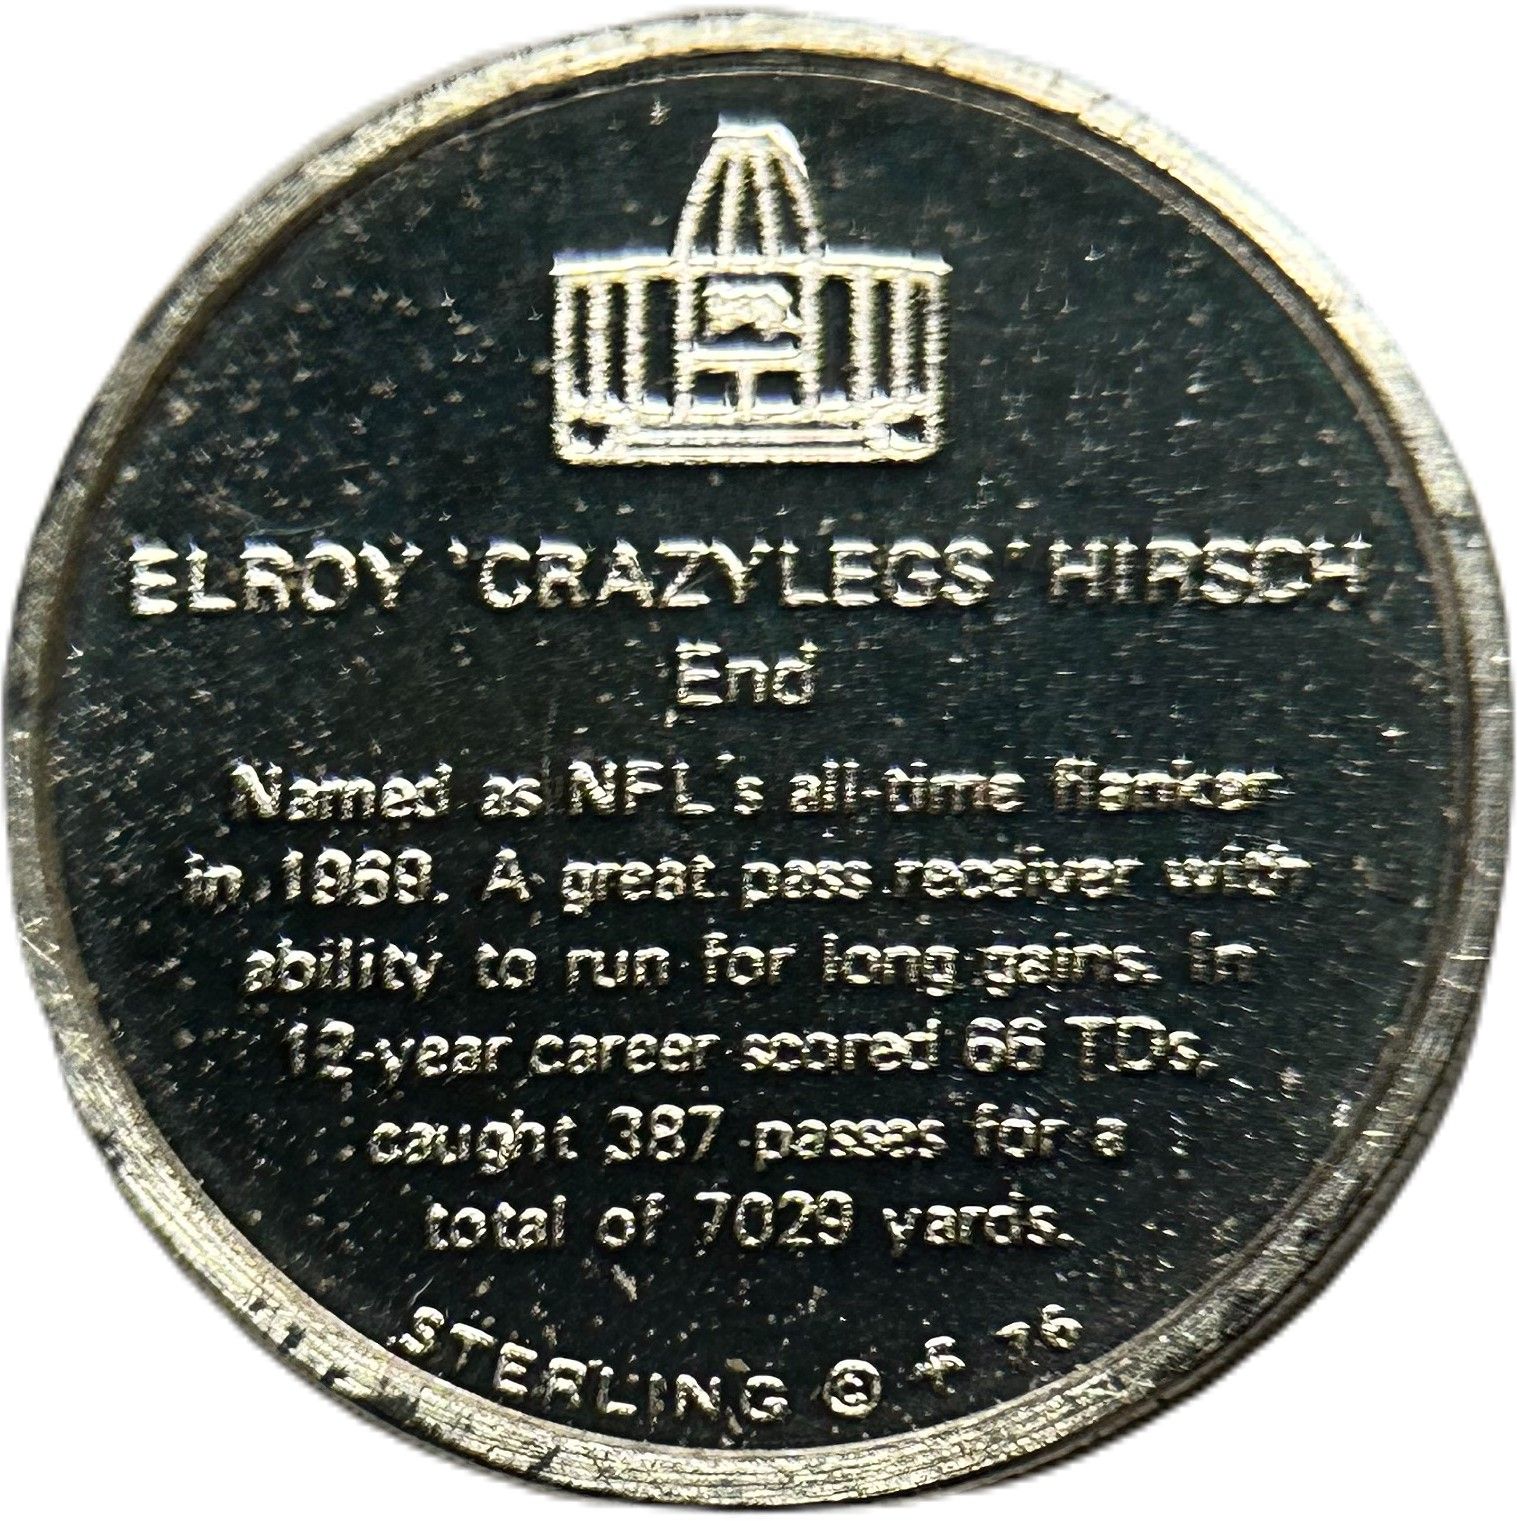 ELROY 'CRAZYLEGS' HIRSCH
End
Named as NFL's all-time flanker
in 1969. A great pass receiver with
ability to run for long gains. In
12-year career scored 66 TDs,
caught 387 passes for a
total of 7029 yards.
STERLING © f 76